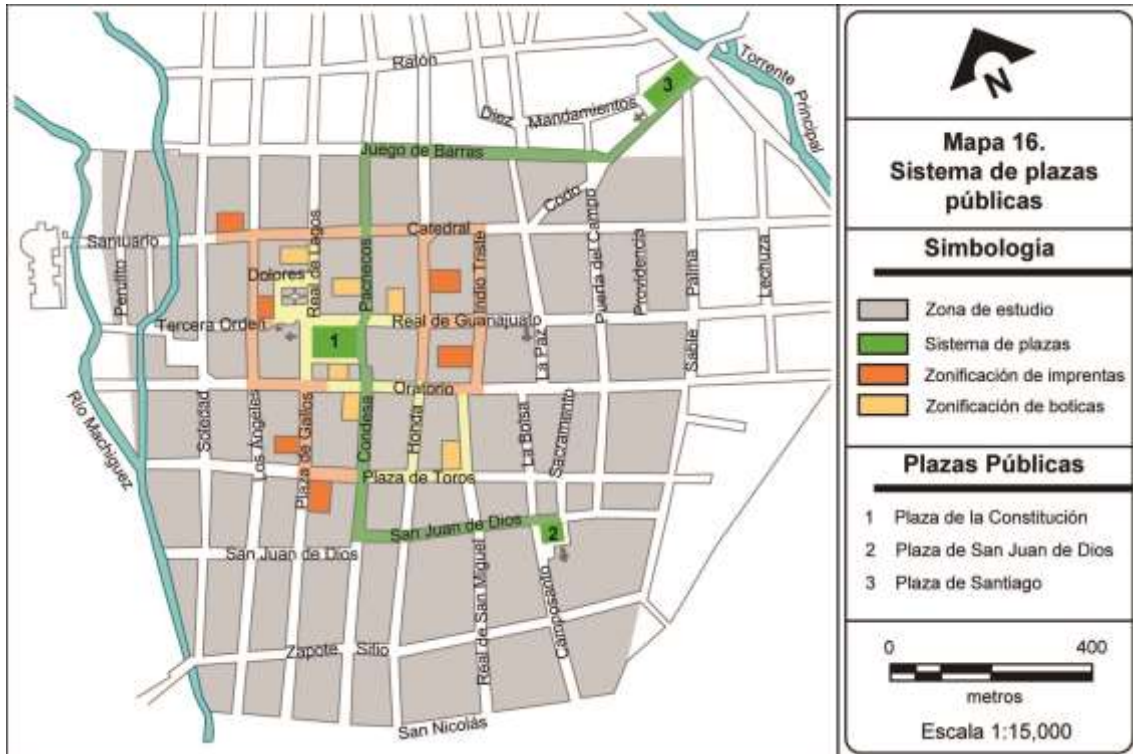 Ratón
Torrente Principal
3
Diez Mandamientos
Juego de Barras
Codo
Catedral
Santuario
Perulito
Real de Lagos
Pachecos
Indio Triste
Puerta del Campo
Providencia
Palma
Lechuza
Dolores
Tercera Orden
1
Real de Guanajuato
La Paz
Sable
Oratorio
Río Machiguez
Soledad
Los Angeles
Plaza de Gallos
Condesa
Honda
La Bolsa
Sacramento
Plaza de Toros
San Juan de Dios
2
San Juan de Dios
Real de San Miguel
Camposanto
Zapote
Sitio
San Nicolás
N
Mapa 16.
Sistema de plazas
públicas
Simbología
Zona de estudio
Sistema de plazas
Zonificación de imprentas
Zonificación de boticas
Plazas Públicas
1 Plaza de la Constitución
2 Plaza de San Juan de Dios
3 Plaza de Santiago
0 400
metros
Escala 1:15,000